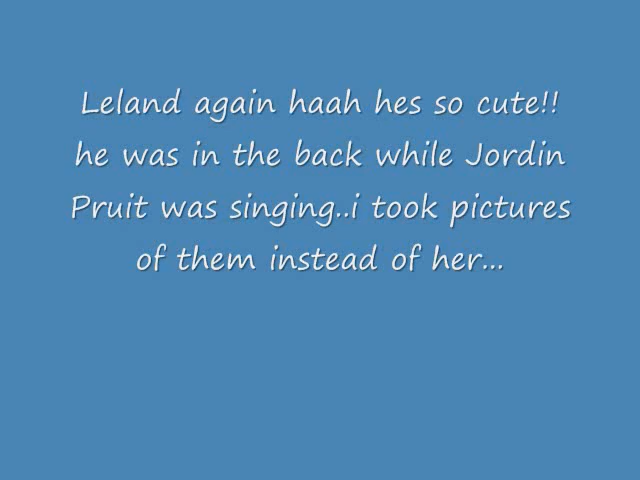 Leland again haah hes so cute!!
he was in the back while Jordin
Pruit was singing..i took pictures
of them instead of her...